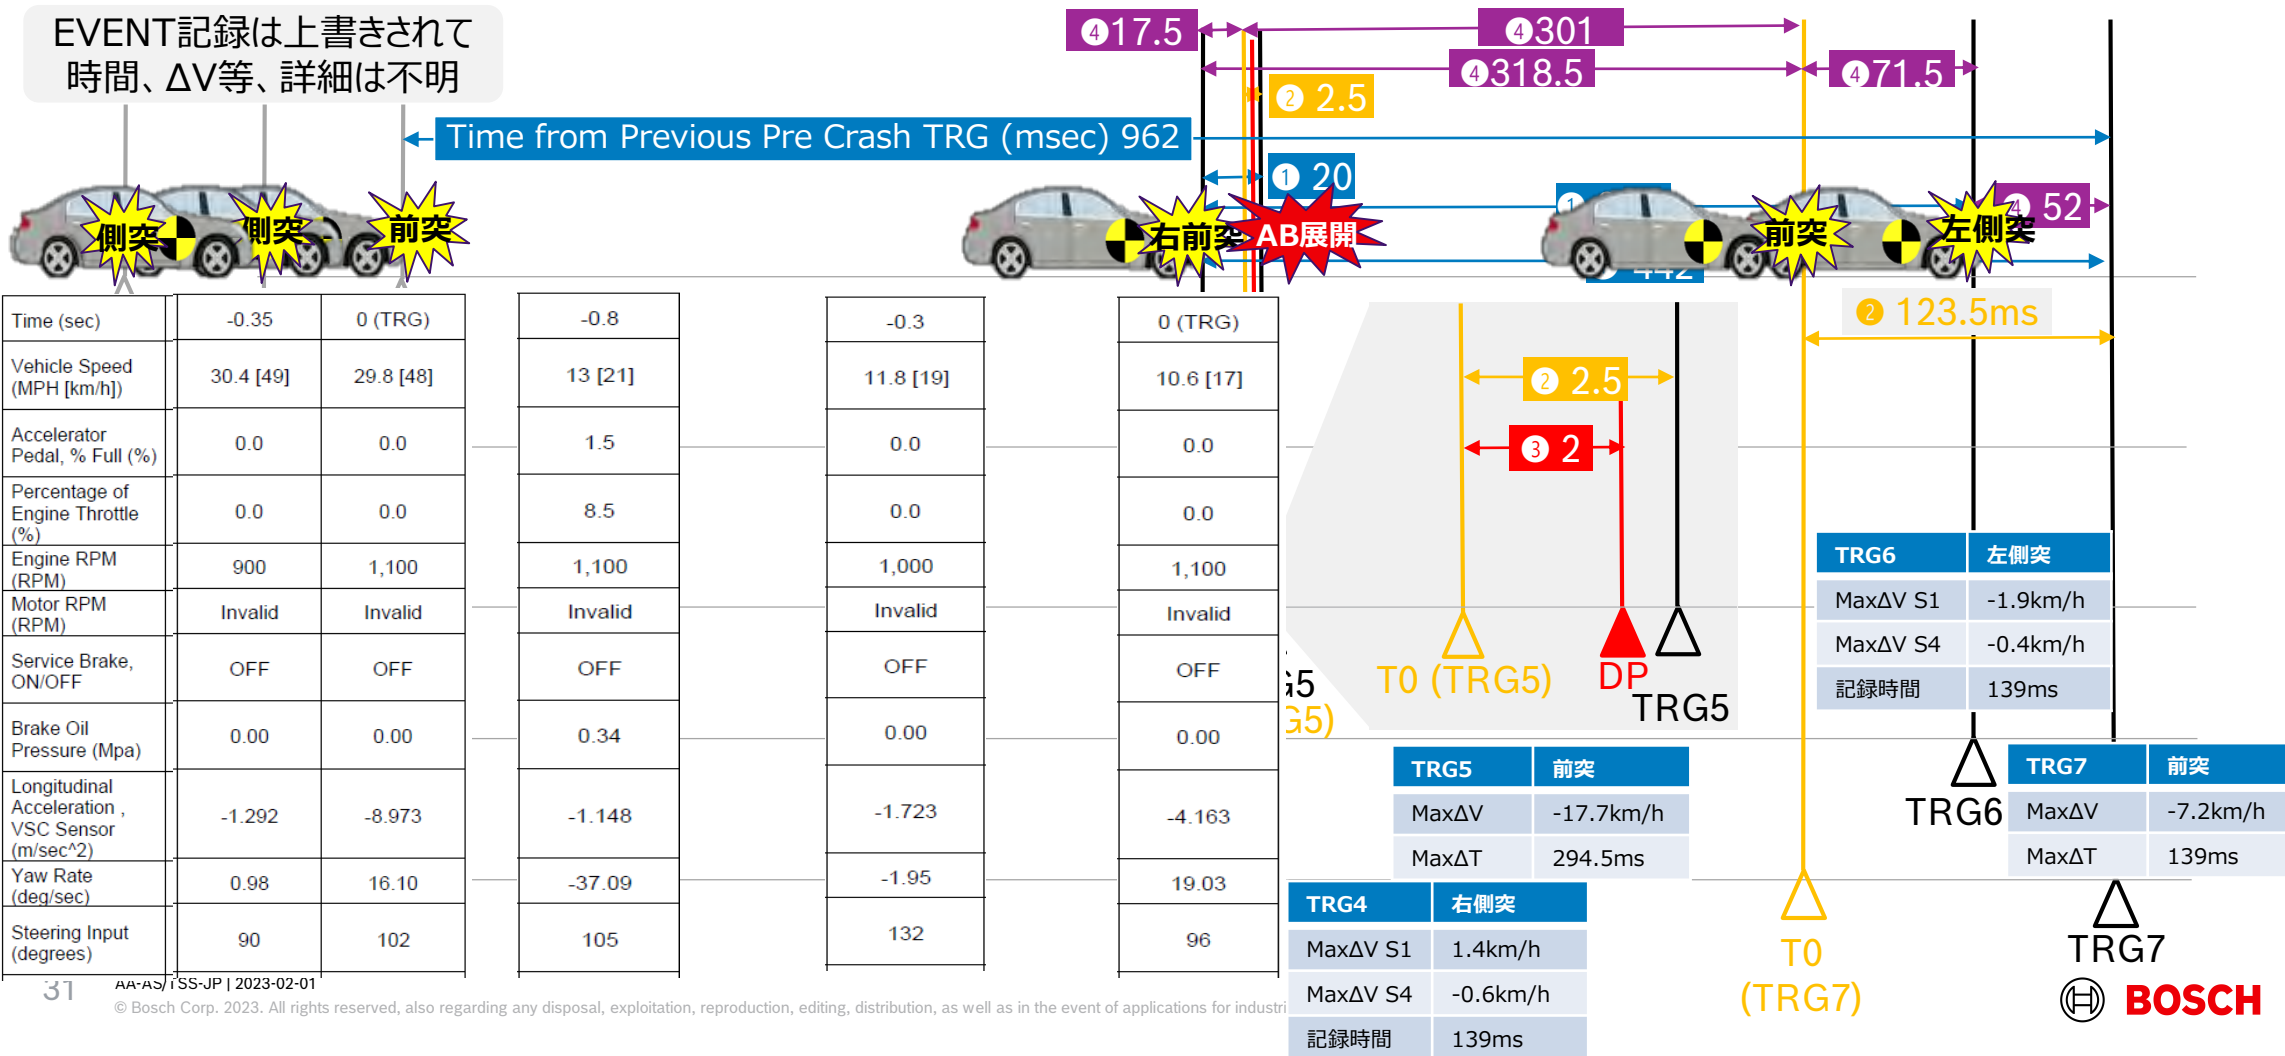 EVENT記録は上書きされて
時間、ΔV等、詳細は不明
❹17.5
❹301
❹318.5
❹71.5
❷ 2.5
Time from Previous Pre Crash TRG (msec) 962
❶ 20
❹ 52
442
側突
側突
前突
右前突
AB展開
前突
左側突
❷ 123.5ms
Time (sec) -0.35 0 (TRG) -0.8 -0.3 0 (TRG)
Vehicle Speed
(MPH [km/h]) 30.4 [49] 29.8 [48] 13 [21] 11.8 [19] 10.6 [17]
Accelerator
Pedal, % Full (%) 0.0 0.0 1.5 0.0 0.0
Percentage of
Engine Throttle
(%) 0.0 0.0 8.5 0.0 0.0
Engine RPM
(RPM) 900 1,100 1,100 1,000 1,100
Motor RPM
(RPM) Invalid Invalid Invalid Invalid Invalid
Service Brake,
ON/OFF OFF OFF OFF OFF OFF
Brake Oil
Pressure (Mpa) 0.00 0.00 0.34 0.00 0.00
Longitudinal
Acceleration ,
VSC Sensor
(m/sec^2) -1.292 -8.973 -1.148 -1.723 -4.163
Yaw Rate
(deg/sec) 0.98 16.10 -37.09 -1.95 19.03
Steering Input
(degrees) 90 102 105 132 96
❷ 2.5
❸ 2
T0 (TRG5)
DP
TRG5
G5
G5)
TRG6 左側突
MaxΔV S1 -1.9km/h
MaxΔV S4 -0.4km/h
記録時間 139ms
TRG6
TRG5 前突
MaxΔV -17.7km/h
MaxΔT 294.5ms
TRG7 前突
MaxΔV -7.2km/h
MaxΔT 139ms
TRG4 右側突
MaxΔV S1 1.4km/h
MaxΔV S4 -0.6km/h
記録時間 139ms
T0
(TRG7)
TRG7
31
AA-AS/TSS-JP | 2023-02-01
© Bosch Corp. 2023. All rights reserved, also regarding any disposal, exploitation, reproduction, editing, distribution, as well as in the event of applications for industri
BOSCH